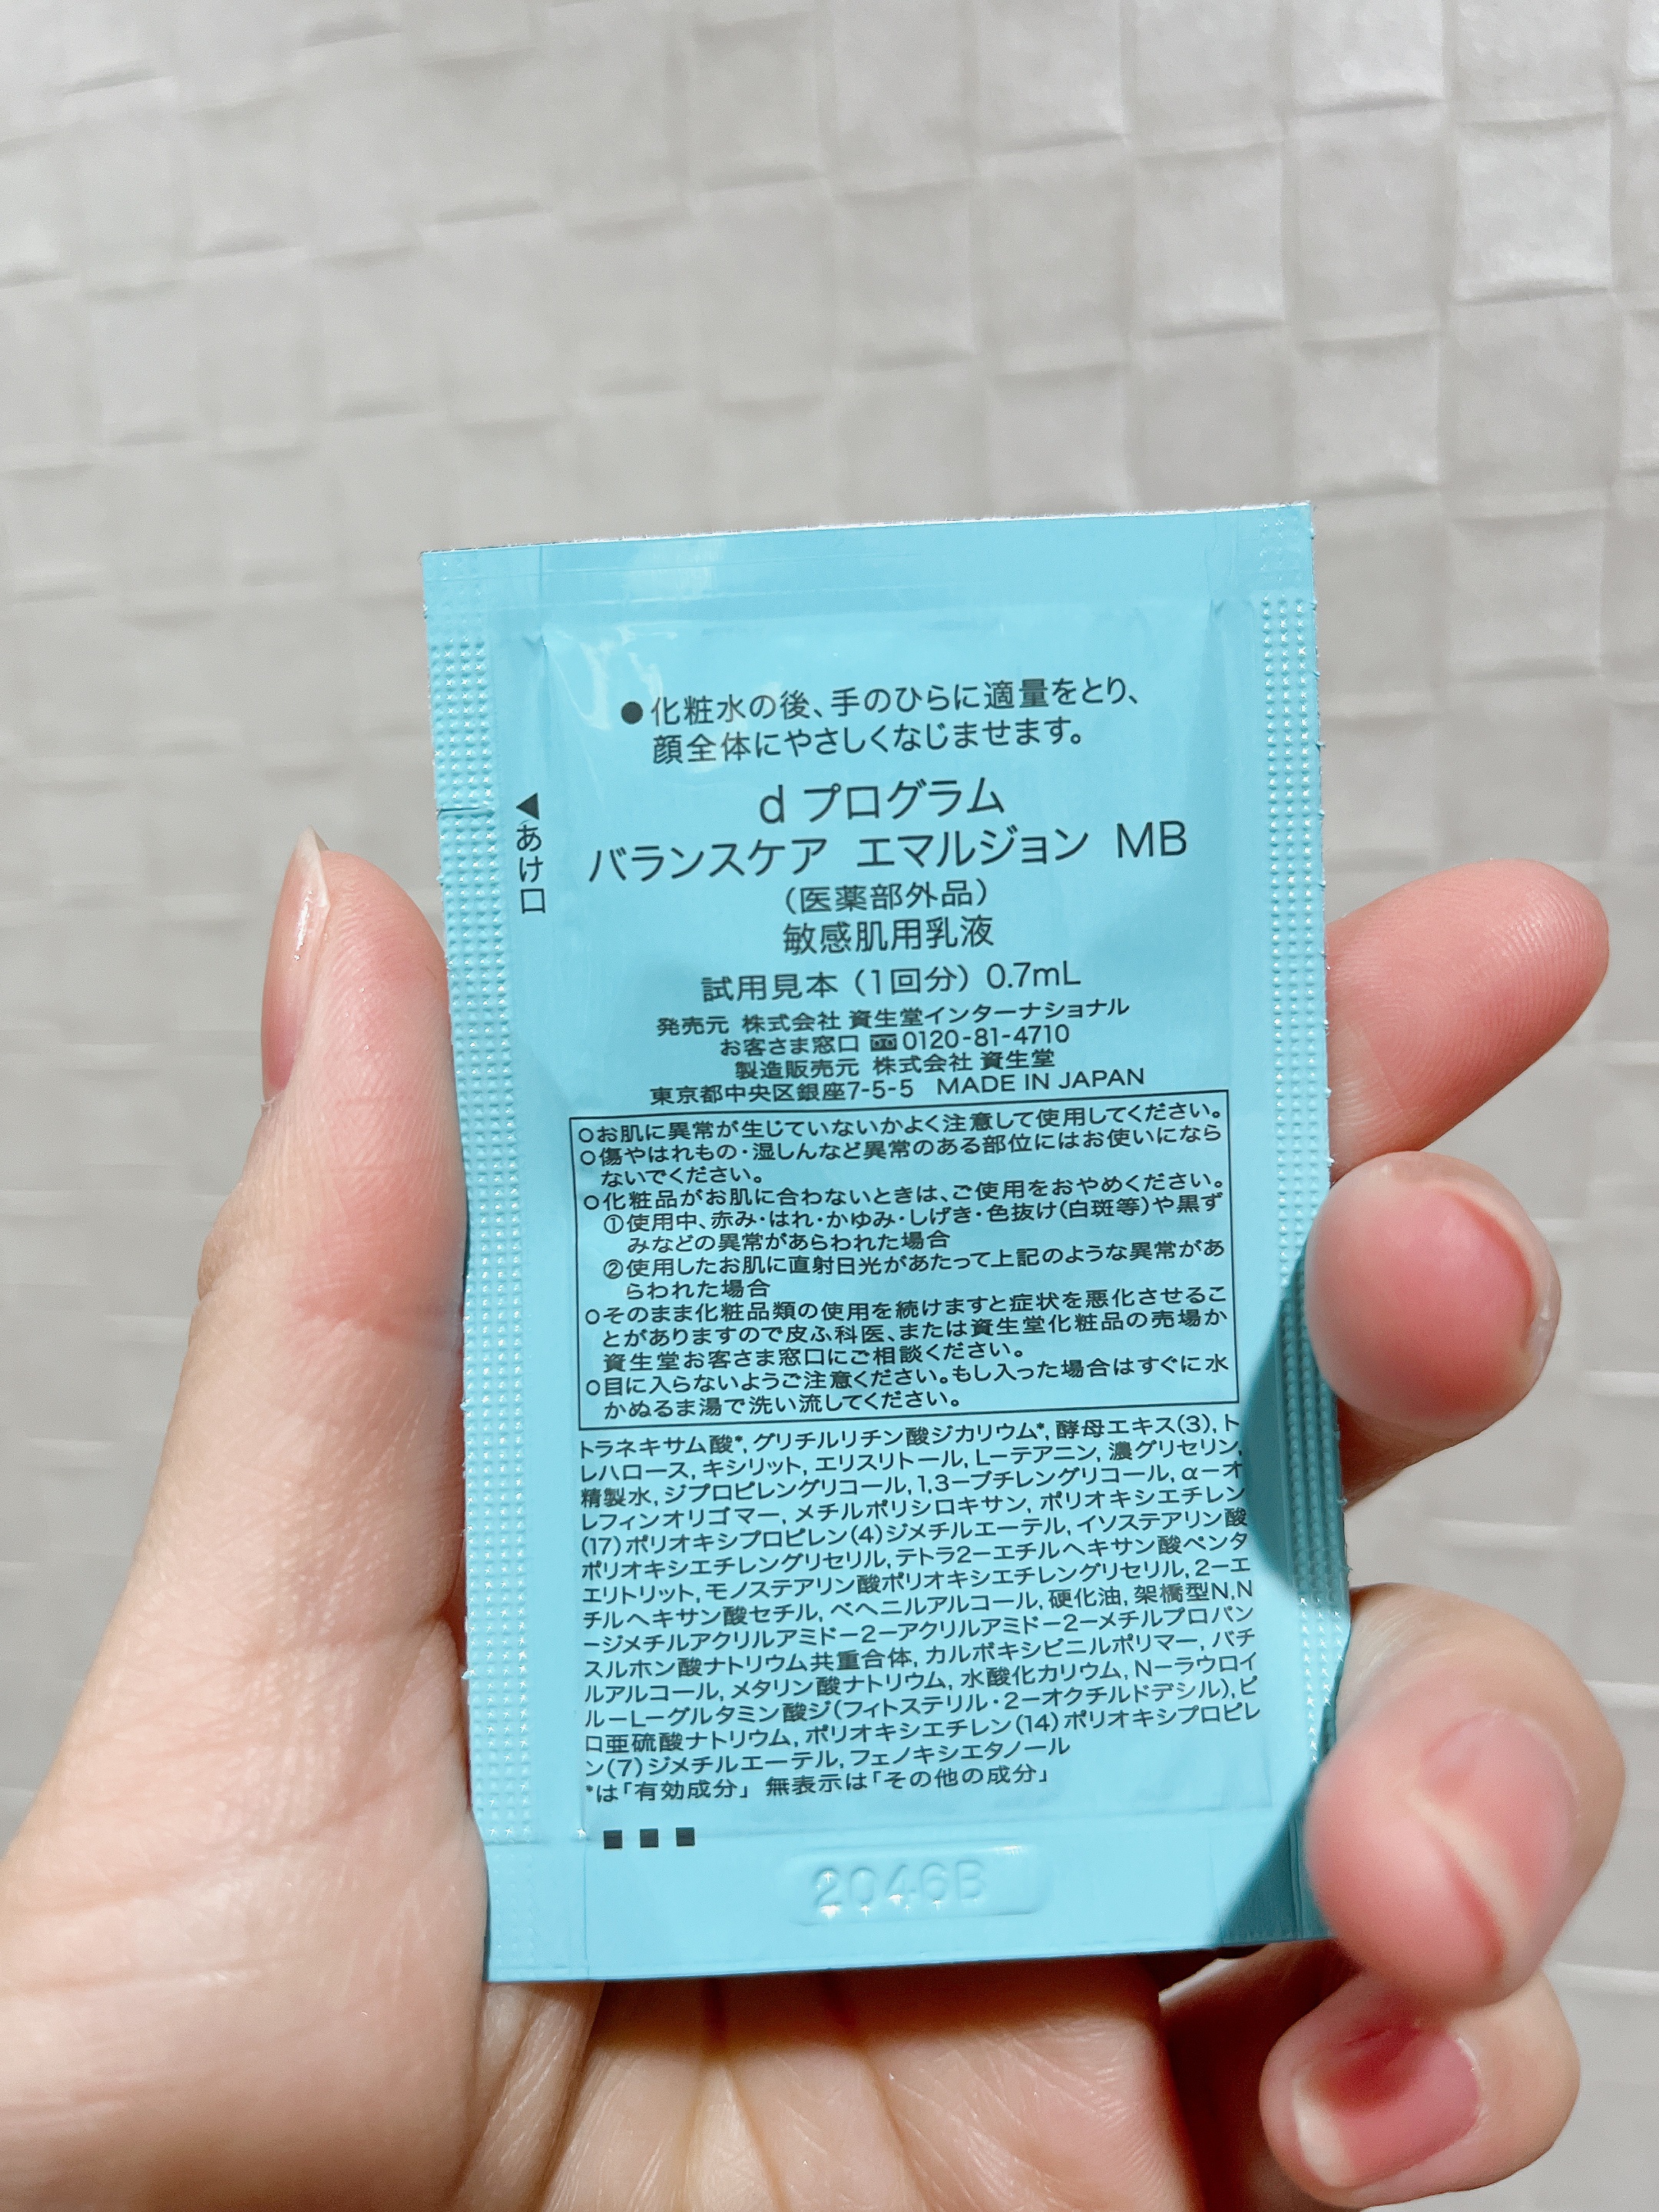 ●化粧水の後、手のひらに適量をとり、
顔全体にやさしくなじませます。
◀あけ口
d プログラム
バランスケア エマルジョン MB
(医薬部外品)
敏感肌用乳液
試用見本(1回分)0.7mL
発売元 株式会社 資生堂インターナショナル
お客さま窓口 0120-81-4710
製造販売元 株式会社 資生堂
東京都中央区銀座7-5-5 MADE IN JAPAN
○お肌に異常が生じていないかよく注意して使用してください。
○傷やはれもの・湿しんなど異常のある部位にはお使いになら
ないでください。
○化粧品がお肌に合わないときは、ご使用をおやめください。
①使用中、赤み・はれ・かゆみ・しげき・色抜け(白斑等)や黒ず
みなどの異常があらわれた場合
②使用したお肌に直射日光があたって上記のような異常があ
らわれた場合
○そのまま化粧品類の使用を続けますと症状を悪化させるこ
とがありますので皮ふ科医、または資生堂化粧品の売場か
資生堂お客さま窓口にご相談ください。
○目に入らないようご注意ください。もし入った場合はすぐに水
かぬるま湯で洗い流してください。
トラネキサム酸*, グリチルリチン酸ジカリウム*, 酵母エキス(3), ト
レハロース, キシリット, エリスリトール, L－テアニン, 濃グリセリン,
精製水, ジプロピレングリコール, 1,3－ブチレングリコール, α－オ
レフィンオリゴマー, メチルポリシロキサン, ポリオキシエチレン
(17)ポリオキシプロピレン(4)ジメチルエーテル, イソステアリン酸
ポリオキシエチレングリセリル, テトラ2－エチルヘキサン酸ペンタ
エリトリット, モノステアリン酸ポリオキシエチレングリセリル, 2－エ
チルヘキサン酸セチル, ベヘニルアルコール, 硬化油, 架橋型N,N
－ジメチルアクリルアミド－2－アクリルアミド－2－メチルプロパン
スルホン酸ナトリウム共重合体, カルボキシビニルポリマー, バチ
ルアルコール, メタリン酸ナトリウム, 水酸化カリウム, N－ラウロイ
ル－L－グルタミン酸ジ(フィトステリル・2－オクチルドデシル), ピ
ロ亜硫酸ナトリウム, ポリオキシエチレン(14)ポリオキシプロピレ
ン(7)ジメチルエーテル, フェノキシエタノール
*は「有効成分」 無表示は「その他の成分」
2046B